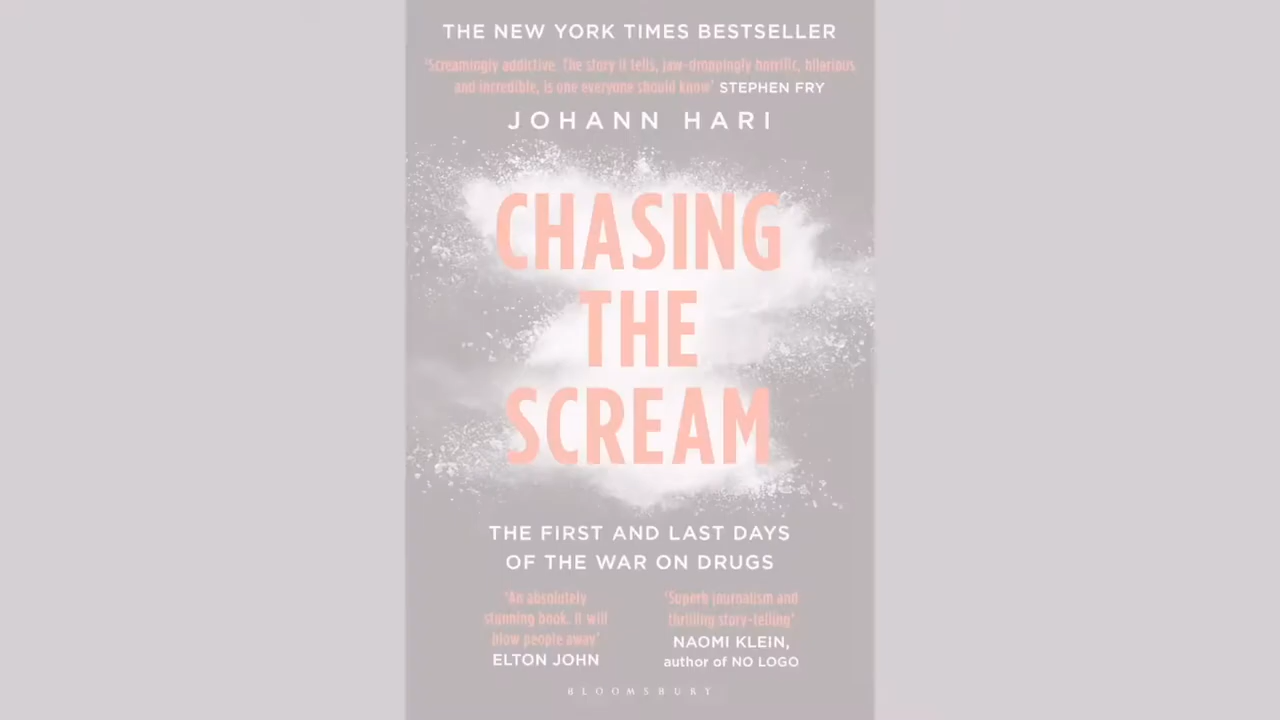 THE NEW YORK TIMES BESTSELLER
'Screamingly addictive. The story it tells, jaw-droppingly horrific, hilarious
and incredible, is one everyone should know' STEPHEN FRY
JOHANN HARI
CHASING
THE
SCREAM
THE FIRST AND LAST DAYS
OF THE WAR ON DRUGS
'An absolutely
stunning book. It will
blow people away'
ELTON JOHN
'Superb journalism and
thrilling story-telling'
NAOMI KLEIN,
author of NO LOGO
BLOOMSBURY